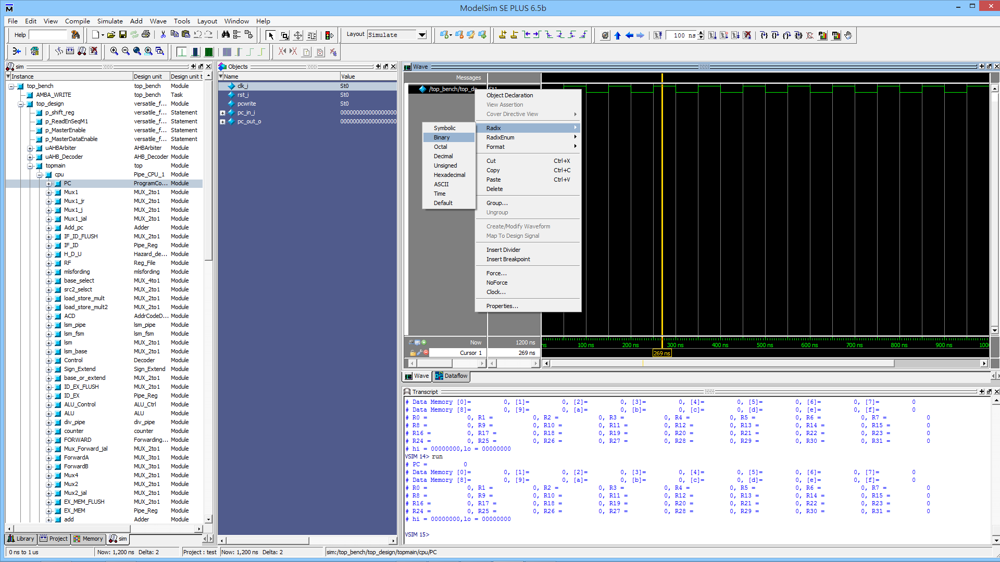 ModelSim SE PLUS 6.5b
File Edit View Compile Simulate Add Wave Tools Layout Window Help
Help Layout Simulate 100 ns
sim
Instance Design unit Design unit t
top_bench top_bench Module
AMBA_WRITE top_bench Task
top_design versatile_f... Module
p_shift_reg versatile_f... Statement
p_ReadEnSeqM1 versatile_f... Statement
p_MasterEnable versatile_f... Statement
p_MasterDataEnable versatile_f... Statement
uAHBArbiter versatile_f... Module
uAHB_Decoder AHB_Decoder Module
topmain top Module
cpu Pipe_CPU_1 Module
PC ProgramCo... Module
Mux1 MUX_2to1 Module
Mux1_jr MUX_2to1 Module
Mux1_j MUX_2to1 Module
Mux1_jal MUX_2to1 Module
Add_pc Adder Module
IF_ID_FLUSH MUX_2to1 Module
IF_ID Pipe_Reg Module
H_D_U Hazard_de... Module
RF Reg_File Module
mlsfording mlsfording Module
base_select MUX_4to1 Module
src2_selsct MUX_2to1 Module
load_store_mult MUX_2to1 Module
load_store_mult2 MUX_2to1 Module
ACD AddrCodeD... Module
lsm_pipe lsm_pipe Module
lsm_fsm lsm_fsm Module
lsm MUX_2to1 Module
lsm_base MUX_2to1 Module
Control Decoder Module
Sign_Extend Sign_Extend Module
base_or_extend MUX_2to1 Module
ID_EX_FLUSH MUX_2to1 Module
ID_EX Pipe_Reg Module
ALU_Control ALU_Ctrl Module
ALU ALU Module
div_pipe div_pipe Module
counter counter Module
FORWARD Forwarding... Module
Mux_Forward_jal MUX_2to1 Module
ForwardA MUX_3to1 Module
ForwardB MUX_3to1 Module
Mux4 MUX_2to1 Module
Mux2 MUX_2to1 Module
Mux2_jal MUX_2to1 Module
EX_MEM_FLUSH MUX_2to1 Module
EX_MEM Pipe_Reg Module
add Adder Module
Library Project Memory sim
Objects
Name Value
clk_i St0
rst_i St0
pcwrite St0
pc_in_i 000000000000000000
pc_out_o 000000000000000000
Wave
Messages
/top_bench/top_de St1
Object Declaration
View Assertion
Cover Directive View
Radix
RadixEnum
Format
Cut Ctrl+X
Copy Ctrl+C
Paste Ctrl+V
Delete
Group...
Ungroup
Create/Modify Waveform
Map To Design Signal
Insert Divider
Insert Breakpoint
Force...
NoForce
Clock...
Properties...
Symbolic
Binary
Octal
Decimal
Unsigned
Hexadecimal
ASCII
Time
Default
Now 1200 ns
ns 100 ns 200 ns 300 ns 400 ns 500 ns 600 ns 700 ns 800 ns 900 ns 100
Cursor 1 269 ns 269 ns
Wave Dataflow
Transcript
# Data Memory [0]= 0, [1]= 0, [2]= 0, [3]= 0, [4]= 0, [5]= 0, [6]= 0, [7]= 0
# Data Memory [8]= 0, [9]= 0, [a]= 0, [b]= 0, [c]= 0, [d]= 0, [e]= 0, [f]= 0
# R0 = 0, R1 = 0, R2 = 0, R3 = 0, R4 = 0, R5 = 0, R6 = 0, R7 = 0
# R8 = 0, R9 = 0, R10 = 0, R11 = 0, R12 = 0, R13 = 0, R14 = 0, R15 = 0
# R16 = 0, R17 = 0, R18 = 0, R19 = 0, R20 = 0, R21 = 0, R22 = 0, R23 = 0
# R24 = 0, R25 = 0, R26 = 0, R27 = 0, R28 = 0, R29 = 0, R30 = 0, R31 = 0
# hi = 00000000,lo = 00000000
VSIM 14> run
# PC = 0
# Data Memory [0]= 0, [1]= 0, [2]= 0, [3]= 0, [4]= 0, [5]= 0, [6]= 0, [7]= 0
# Data Memory [8]= 0, [9]= 0, [a]= 0, [b]= 0, [c]= 0, [d]= 0, [e]= 0, [f]= 0
# R0 = 0, R1 = 0, R2 = 0, R3 = 0, R4 = 0, R5 = 0, R6 = 0, R7 = 0
# R8 = 0, R9 = 0, R10 = 0, R11 = 0, R12 = 0, R13 = 0, R14 = 0, R15 = 0
# R16 = 0, R17 = 0, R18 = 0, R19 = 0, R20 = 0, R21 = 0, R22 = 0, R23 = 0
# R24 = 0, R25 = 0, R26 = 0, R27 = 0, R28 = 0, R29 = 0, R30 = 0, R31 = 0
# hi = 00000000,lo = 00000000
VSIM 15>
0 ns to 1 us Now: 1,200 ns Delta: 2 Project : test Now: 1,200 ns Delta: 2 sim:/top_bench/top_design/topmain/cpu/PC